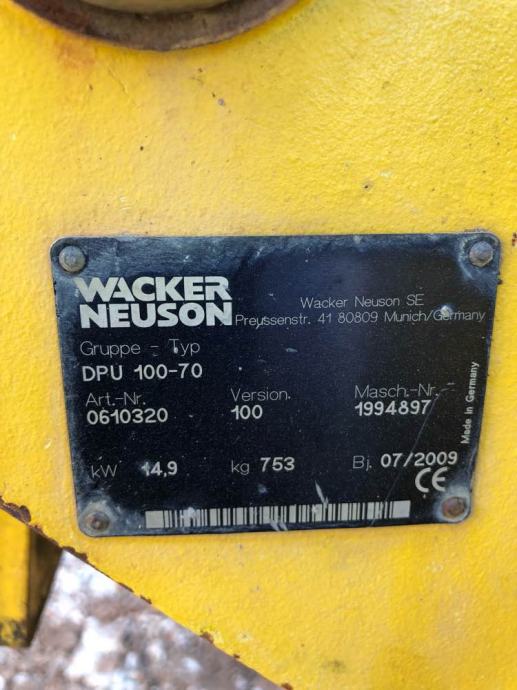 WACKER
NEUSON
Wacker Neuson SE
Preussenstr. 41 80809 Munich/Germany
Gruppe - Typ
DPU 100-70
Art.-Nr. Version. Masch.-Nr.
0610320 100 1994897
Made in Germany
kW 14,9 kg 753 Bj. 07/2009
CE